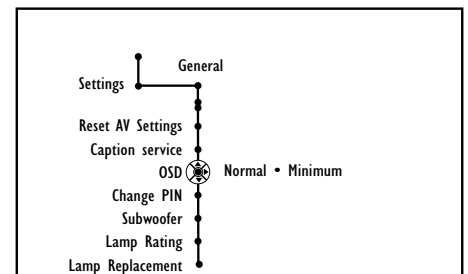 General
Settings
Reset AV Settings
Caption service
OSD Normal • Minimum
Change PIN
Subwoofer
Lamp Rating
Lamp Replacement